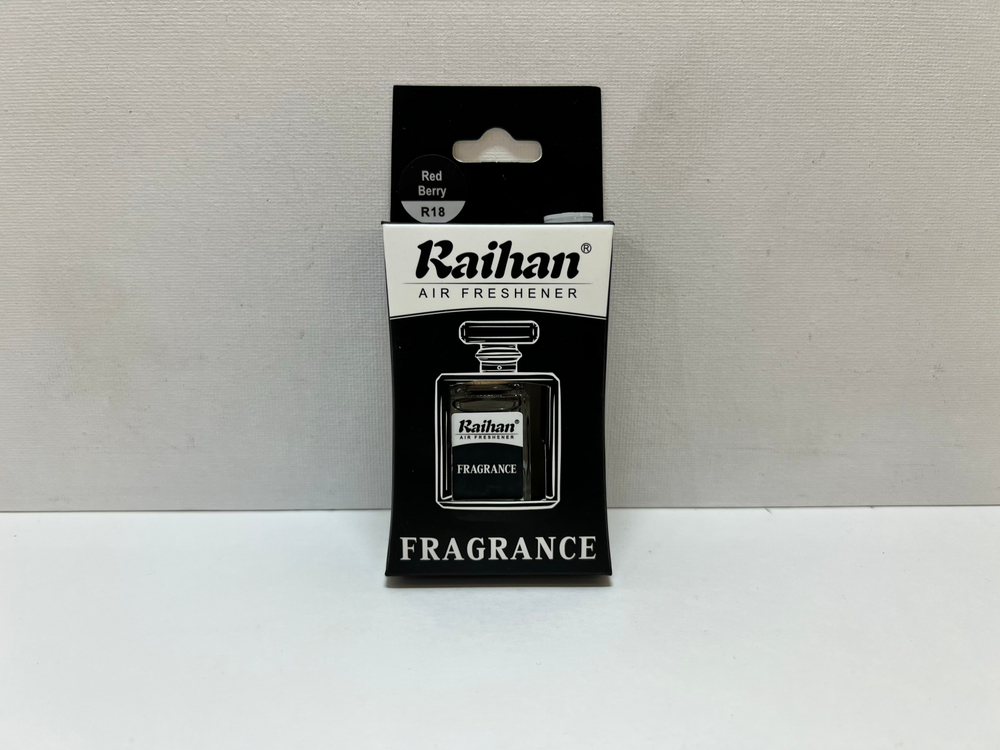 Red
Berry
R18
Raihan®
AIR FRESHENER
Raihan®
AIR FRESHENER
FRAGRANCE
FRAGRANCE